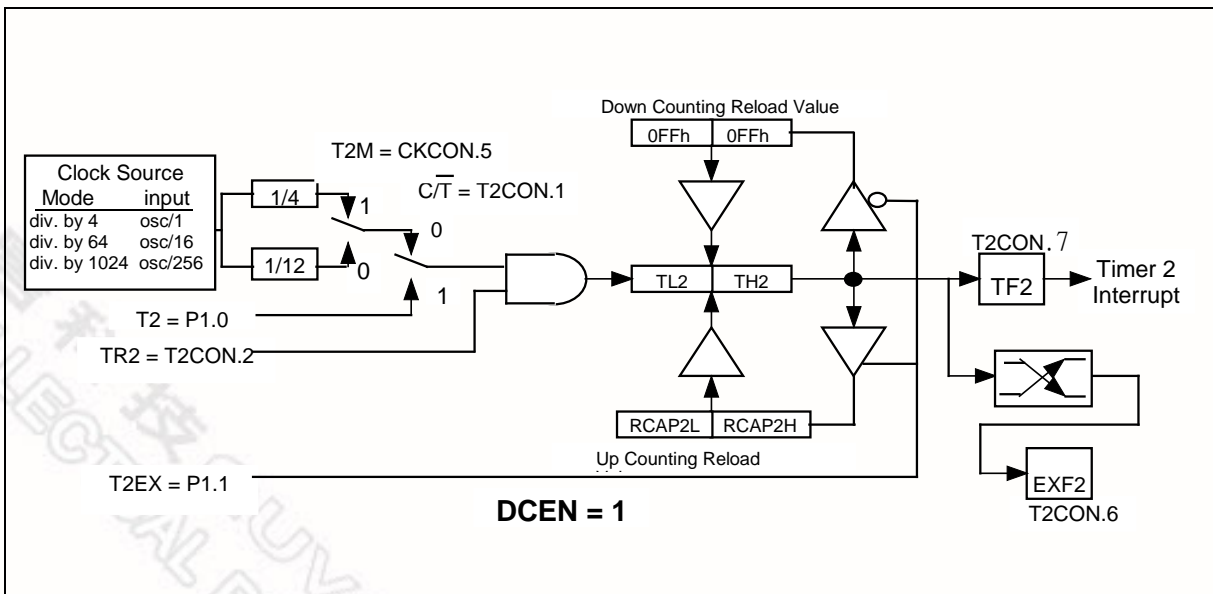 Down Counting Reload Value
0FFh 0FFh
T2M = CKCON.5
Clock Source
Mode input
div. by 4 osc/1
div. by 64 osc/16
div. by 1024 osc/256
1/4
1/12
1
0
C/T̅ = T2CON.1
0
1
T2 = P1.0
TR2 = T2CON.2
TL2 TH2
T2CON.7
TF2
Timer 2
Interrupt
RCAP2L RCAP2H
Up Counting Reload
T2EX = P1.1
DCEN = 1
EXF2
T2CON.6